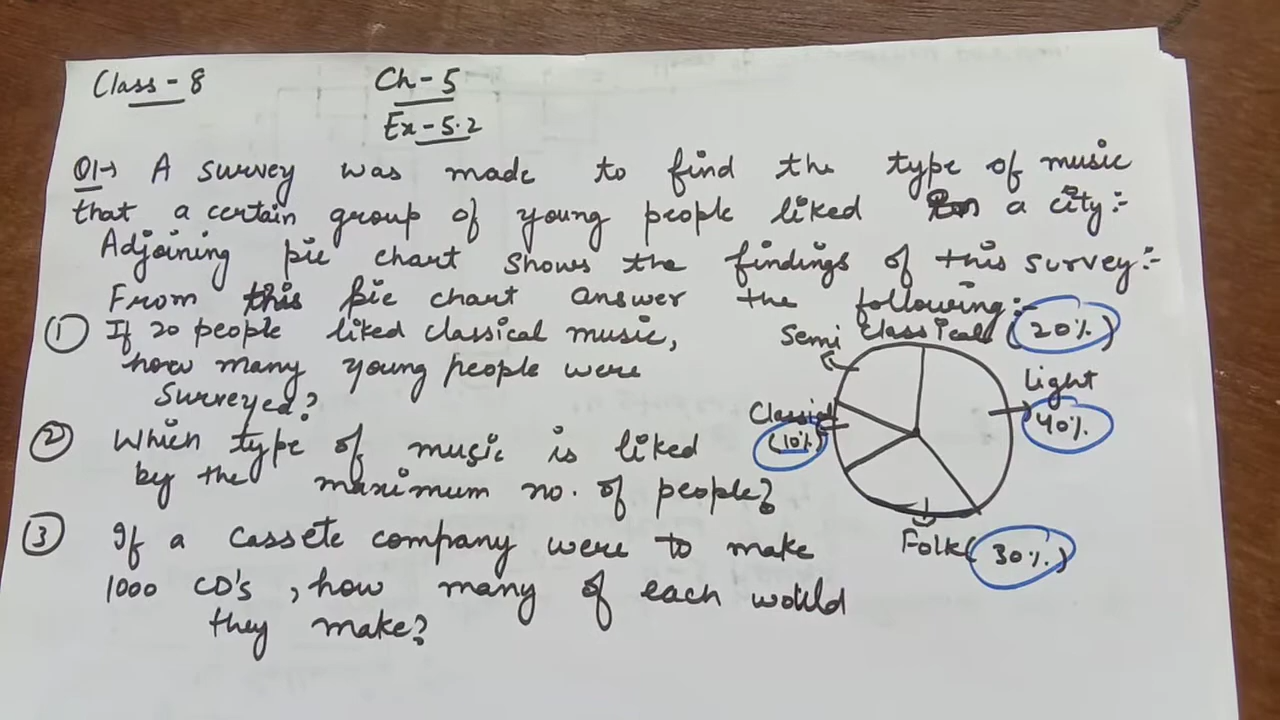 Class - 8
Ch - 5
Ex - 5.2
Q1→ A survey was made to find the type of music
that a certain group of young people liked in a city:-
Adjoining pie chart shows the findings of this survey:-
From this pie chart answer the following:-
① If 20 people liked classical music,
how many young people were
surveyed?
② Which type of music is liked
by the maximum no. of people?
③ If a cassete company were to make
1000 CD's, how many of each would
they make?
Semi Classical (20%)
Light
40%
Classical
(10%)
Folk (30%)